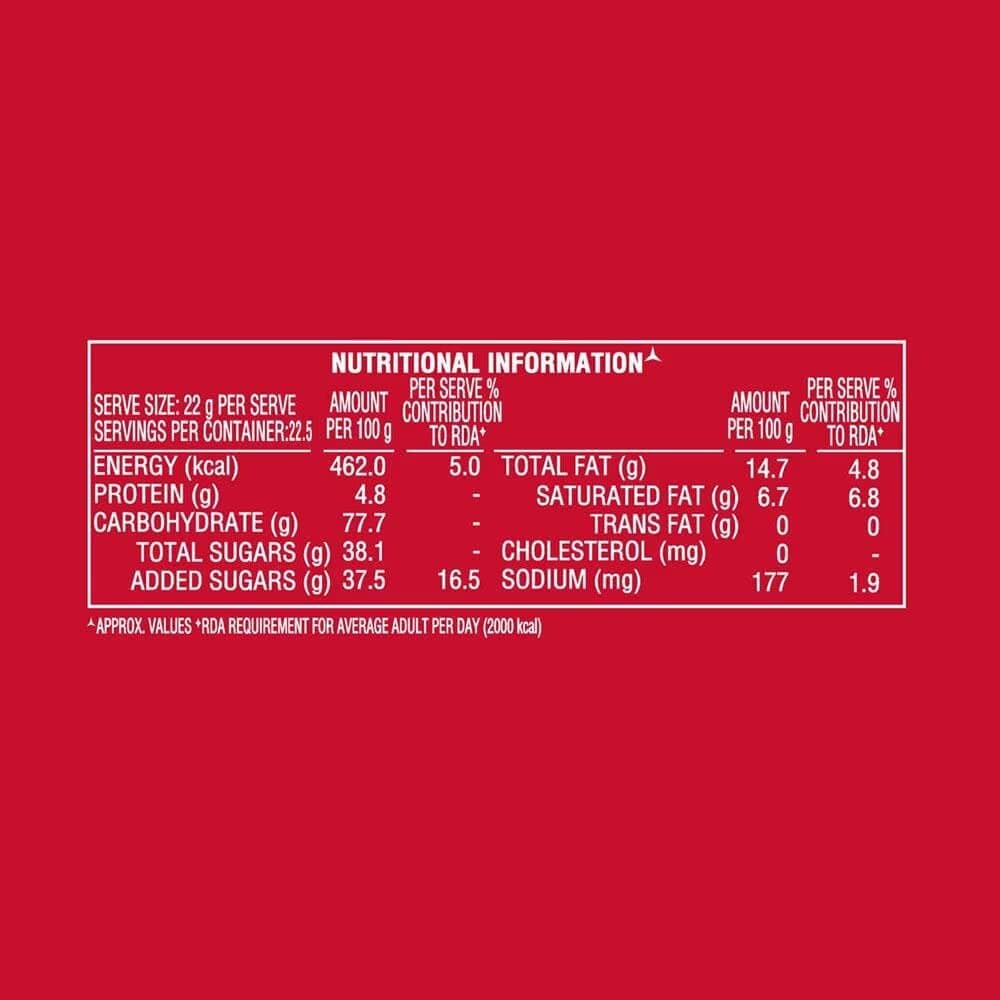 NUTRITIONAL INFORMATION⅄
SERVE SIZE: 22 g PER SERVE
SERVINGS PER CONTAINER:22.5
AMOUNT
PER 100 g
PER SERVE %
CONTRIBUTION
TO RDA+
AMOUNT
PER 100 g
PER SERVE %
CONTRIBUTION
TO RDA+
ENERGY (kcal) 462.0 5.0 TOTAL FAT (g) 14.7 4.8
PROTEIN (g) 4.8 - SATURATED FAT (g) 6.7 6.8
CARBOHYDRATE (g) 77.7 - TRANS FAT (g) 0 0
TOTAL SUGARS (g) 38.1 - CHOLESTEROL (mg) 0 -
ADDED SUGARS (g) 37.5 16.5 SODIUM (mg) 177 1.9
⅄APPROX. VALUES +RDA REQUIREMENT FOR AVERAGE ADULT PER DAY (2000 kcal)